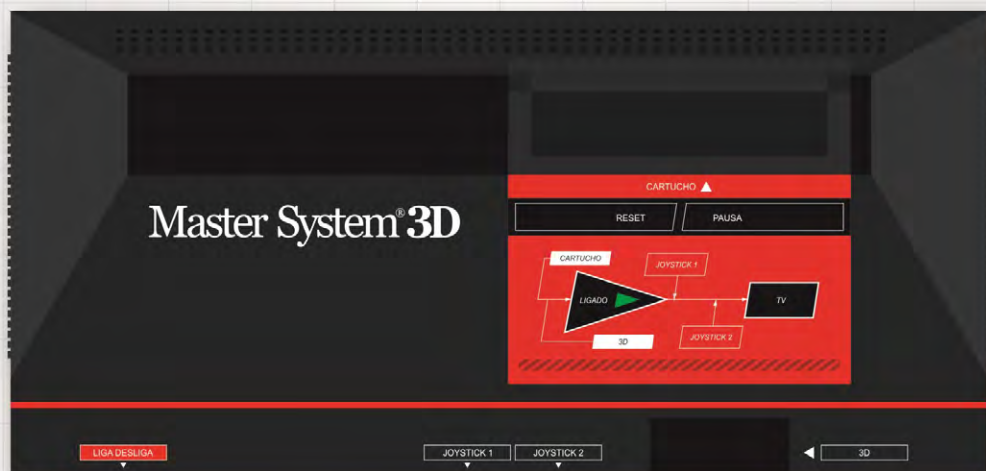 CARTUCHO
Master System® 3D
RESET
PAUSA
CARTUCHO
JOYSTICK 1
LIGADO
TV
3D
JOYSTICK 2
LIGA DESLIGA
JOYSTICK 1
JOYSTICK 2
3D